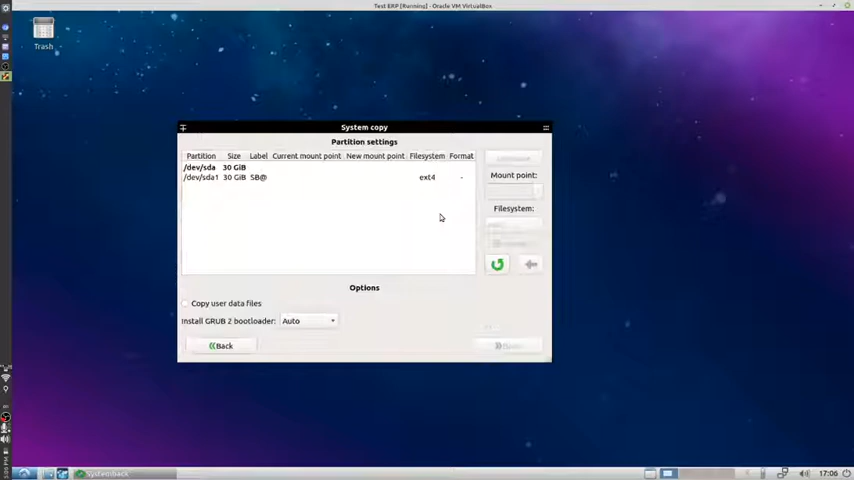 Test ERP [Running] - Oracle VM VirtualBox
Trash
System copy
Partition settings
Partition Size Label Current mount point New mount point Filesystem Format
/dev/sda 30 GiB
/dev/sda1 30 GiB SB@ ext4 -
Mount point:
Filesystem:
Options
Copy user data files
Install GRUB 2 bootloader: Auto
Back
Systemback
17:06